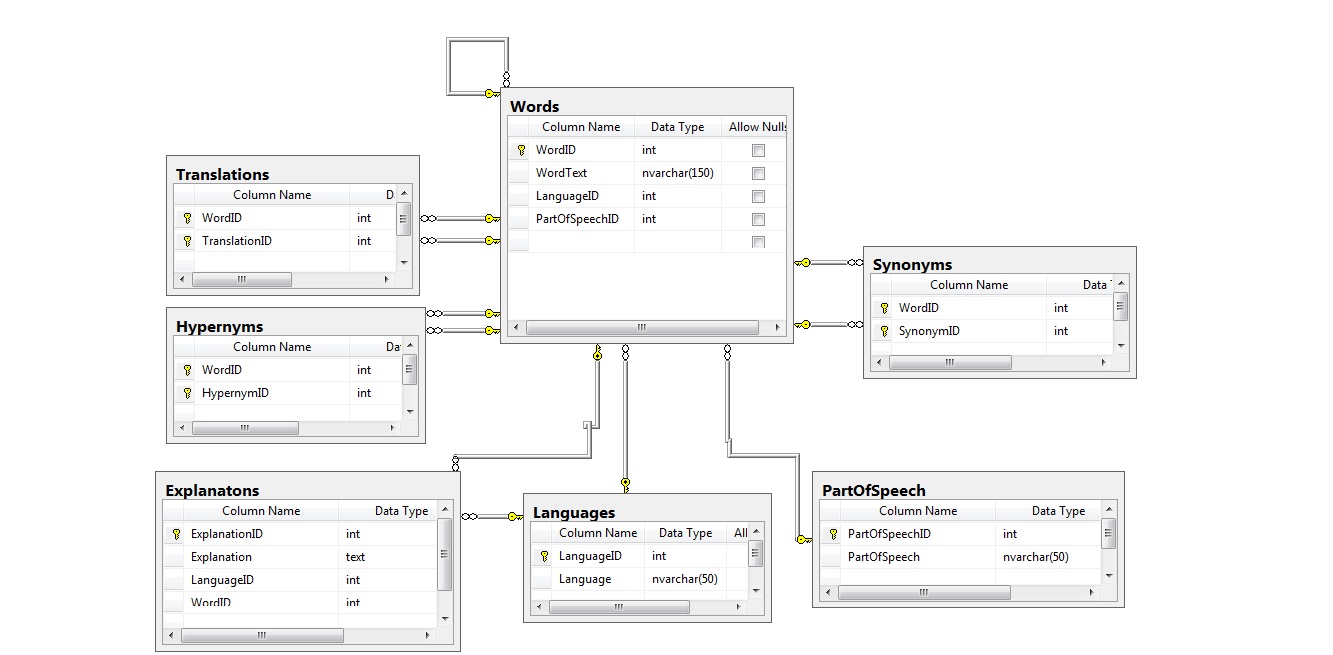 Words
Column Name Data Type Allow Nulls
WordID int
WordText nvarchar(150)
LanguageID int
PartOfSpeechID int
Translations
Column Name D
WordID int
TranslationID int
Hypernyms
Column Name Da
WordID int
HypernymID int
Synonyms
Column Name Data
WordID int
SynonymID int
Explanatons
Column Name Data Type
ExplanationID int
Explanation text
LanguageID int
WordID int
Languages
Column Name Data Type All
LanguageID int
Language nvarchar(50)
PartOfSpeech
Column Name Data Type
PartOfSpeechID int
PartOfSpeech nvarchar(50)